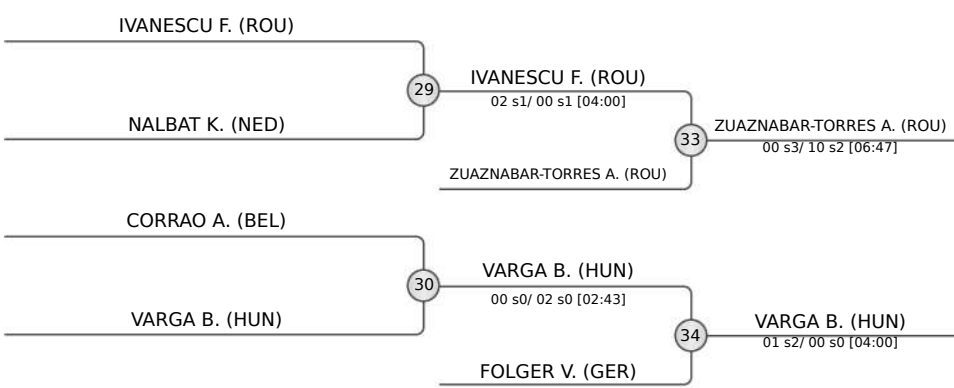 IVANESCU F. (ROU)
29
IVANESCU F. (ROU)
02 s1/ 00 s1 [04:00]
NALBAT K. (NED)
33
ZUAZNABAR-TORRES A. (ROU)
00 s3/ 10 s2 [06:47]
ZUAZNABAR-TORRES A. (ROU)
CORRAO A. (BEL)
30
VARGA B. (HUN)
00 s0/ 02 s0 [02:43]
VARGA B. (HUN)
34
VARGA B. (HUN)
01 s2/ 00 s0 [04:00]
FOLGER V. (GER)